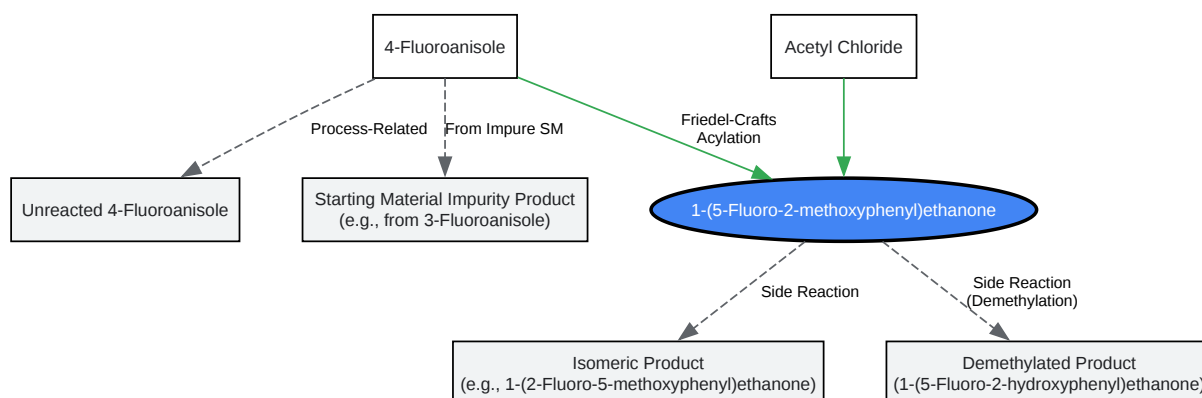 4-Fluoroanisole
Acetyl Chloride
Process-Related
From Impure SM
Friedel-Crafts
Acylation
Unreacted 4-Fluoroanisole
Starting Material Impurity Product
(e.g., from 3-Fluoroanisole)
1-(5-Fluoro-2-methoxyphenyl)ethanone
Side Reaction
Side Reaction
(Demethylation)
Isomeric Product
(e.g., 1-(2-Fluoro-5-methoxyphenyl)ethanone)
Demethylated Product
(1-(5-Fluoro-2-hydroxyphenyl)ethanone)